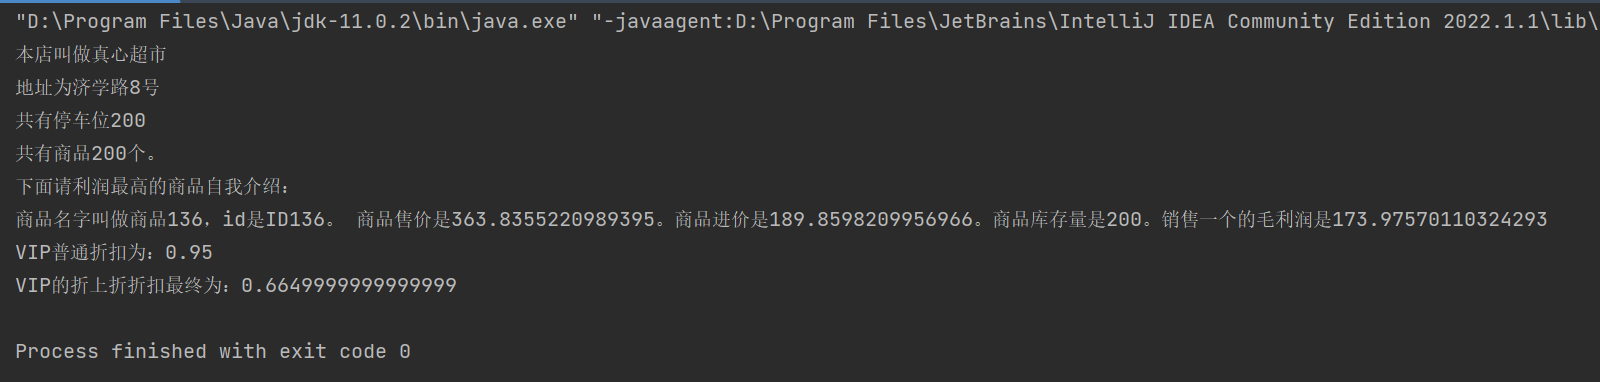 "D:\Program Files\Java\jdk-11.0.2\bin\java.exe" "-javaagent:D:\Program Files\JetBrains\IntelliJ IDEA Community Edition 2022.1.1\lib\
本店叫做真心超市
地址为济学路8号
共有停车位200
共有商品200个。
下面请利润最高的商品自我介绍：
商品名字叫做商品136，id是ID136。 商品售价是363.8355220989395。商品进价是189.8598209956966。商品库存量是200。销售一个的毛利润是173.97570110324293
VIP普通折扣为：0.95
VIP的折上折折扣最终为：0.6649999999999999
Process finished with exit code 0